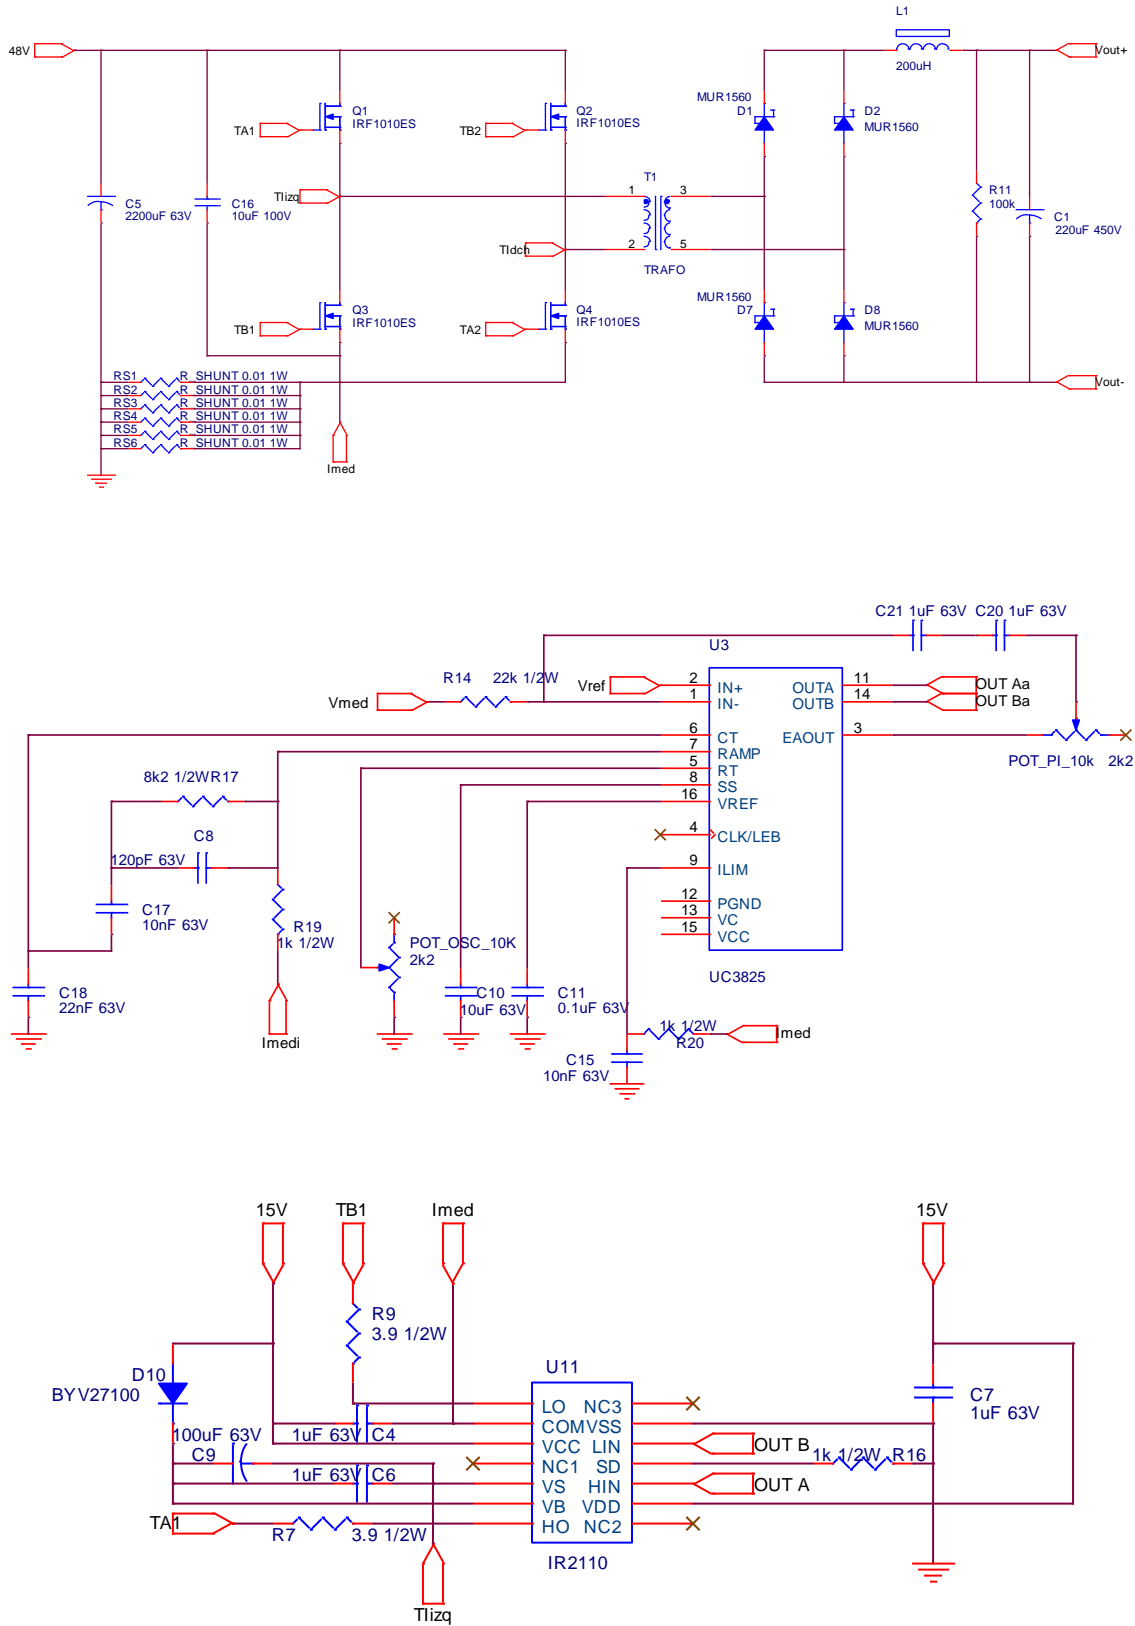 L1
48V
Vout+
200uH
MUR1560
D1
D2
MUR1560
Q1
IRF1010ES
Q2
IRF1010ES
TA1
TB2
T1
1
3
TIizq
C5
2200uF 63V
C16
10uF 100V
R11
100k
C1
220uF 450V
TIdch
2
5
TRAFO
MUR1560
D7
D8
MUR1560
Q3
IRF1010ES
Q4
IRF1010ES
TB1
TA2
RS1 R_SHUNT 0.01 1W
RS2 R_SHUNT 0.01 1W
RS3 R_SHUNT 0.01 1W
RS4 R_SHUNT 0.01 1W
RS5 R_SHUNT 0.01 1W
RS6 R_SHUNT 0.01 1W
Vout-
Imed
C21 1uF 63V
C20 1uF 63V
U3
R14 22k 1/2W
Vref
2 IN+
OUTA 11
OUT Aa
Vmed
1 IN-
OUTB 14
OUT Ba
6 CT
EAOUT 3
7 RAMP
5 RT
8 SS
16 VREF
POT_PI_10k 2k2
8k2 1/2W R17
4 CLK/LEB
C8
120pF 63V
9 ILIM
C17
10nF 63V
12 PGND
13 VC
15 VCC
R19
1k 1/2W
POT_OSC_10K
2k2
UC3825
C18
22nF 63V
C10
10uF 63V
C11
0.1uF 63V
Imedi
1k 1/2W
R20
Imed
C15
10nF 63V
15V
TB1
Imed
15V
R9
3.9 1/2W
D10
BYV27100
U11
C7
1uF 63V
LO NC3
COM VSS
VCC LIN
NC1 SD
VS HIN
VB VDD
HO NC2
100uF 63V
C9
1uF 63V C4
1uF 63V C6
OUT B
1k 1/2W R16
OUT A
TA1
R7 3.9 1/2W
IR2110
TIizq